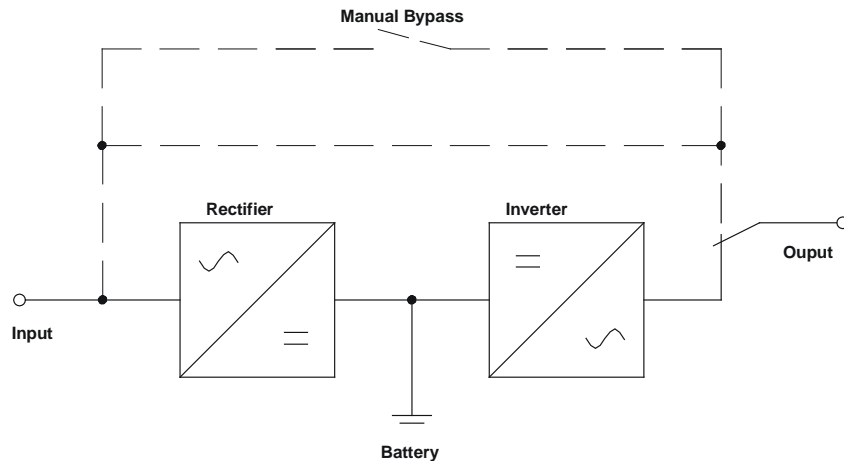 Manual Bypass
Rectifier
Inverter
Ouput
Input
Battery